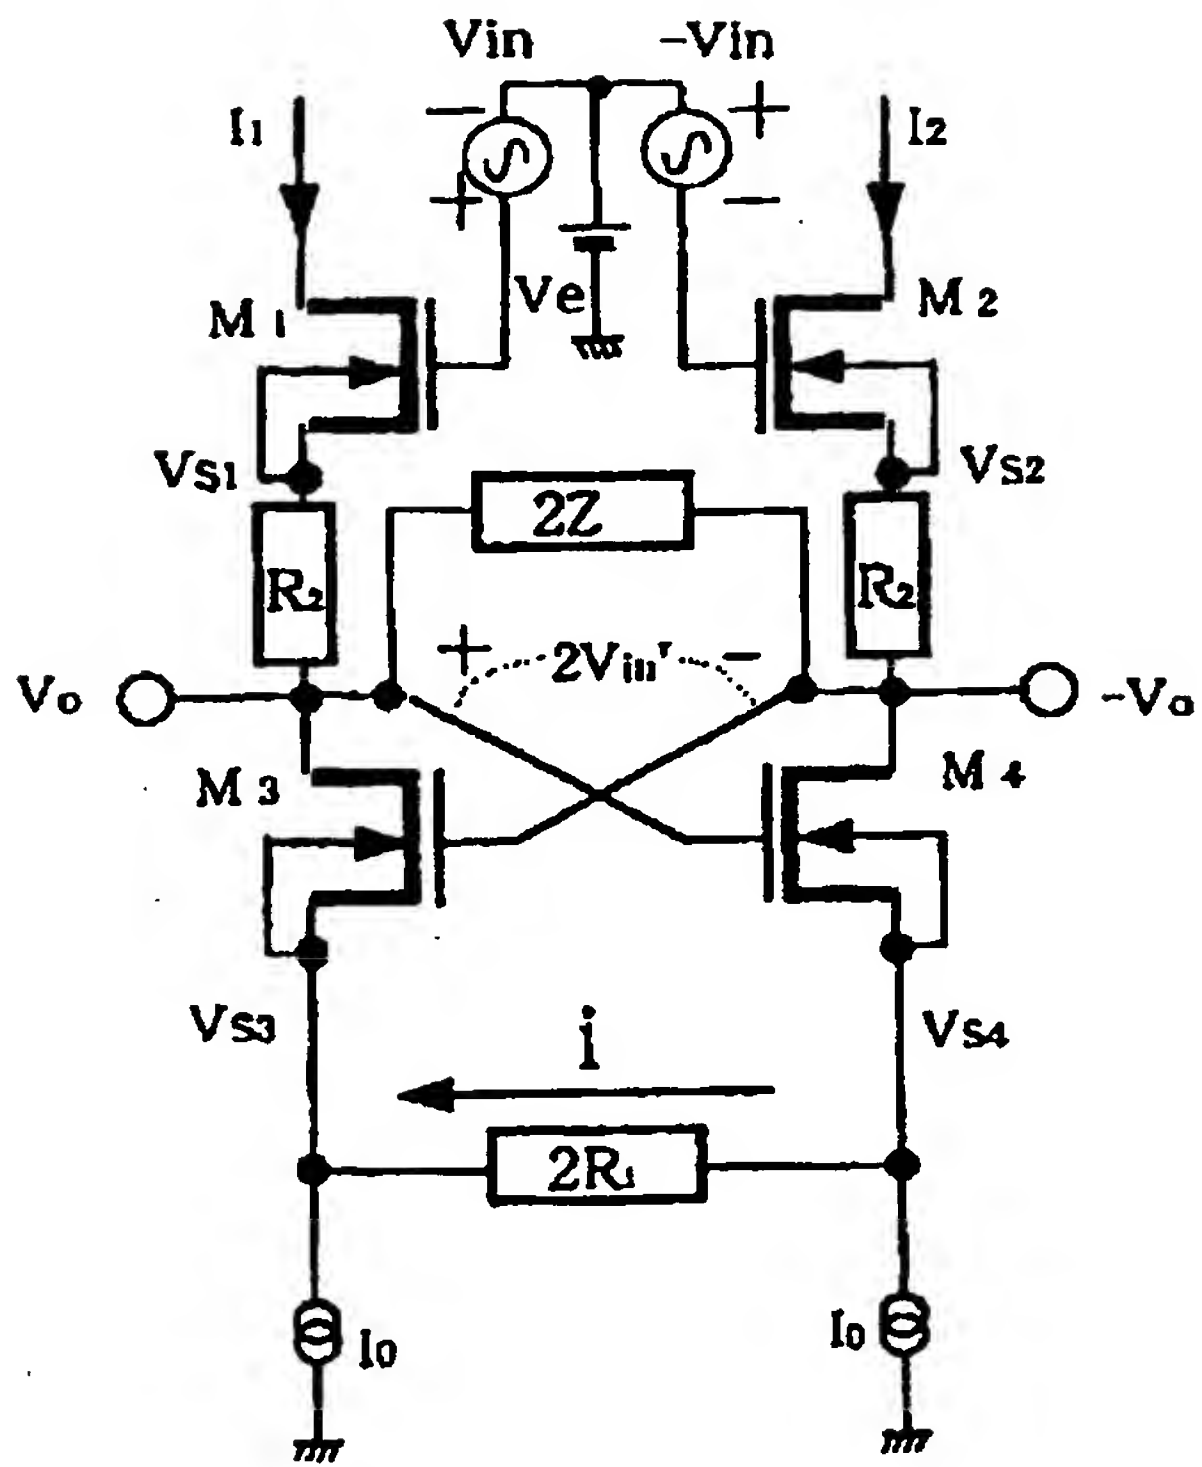 Vin -Vin
− +
I1 I2
+ −
Ve
M1 M2
VS1 VS2
2Z
R2 R2
+ 2Vin' −
Vo -Vo
M3 M4
VS3 VS4
i
2R1
I0 I0